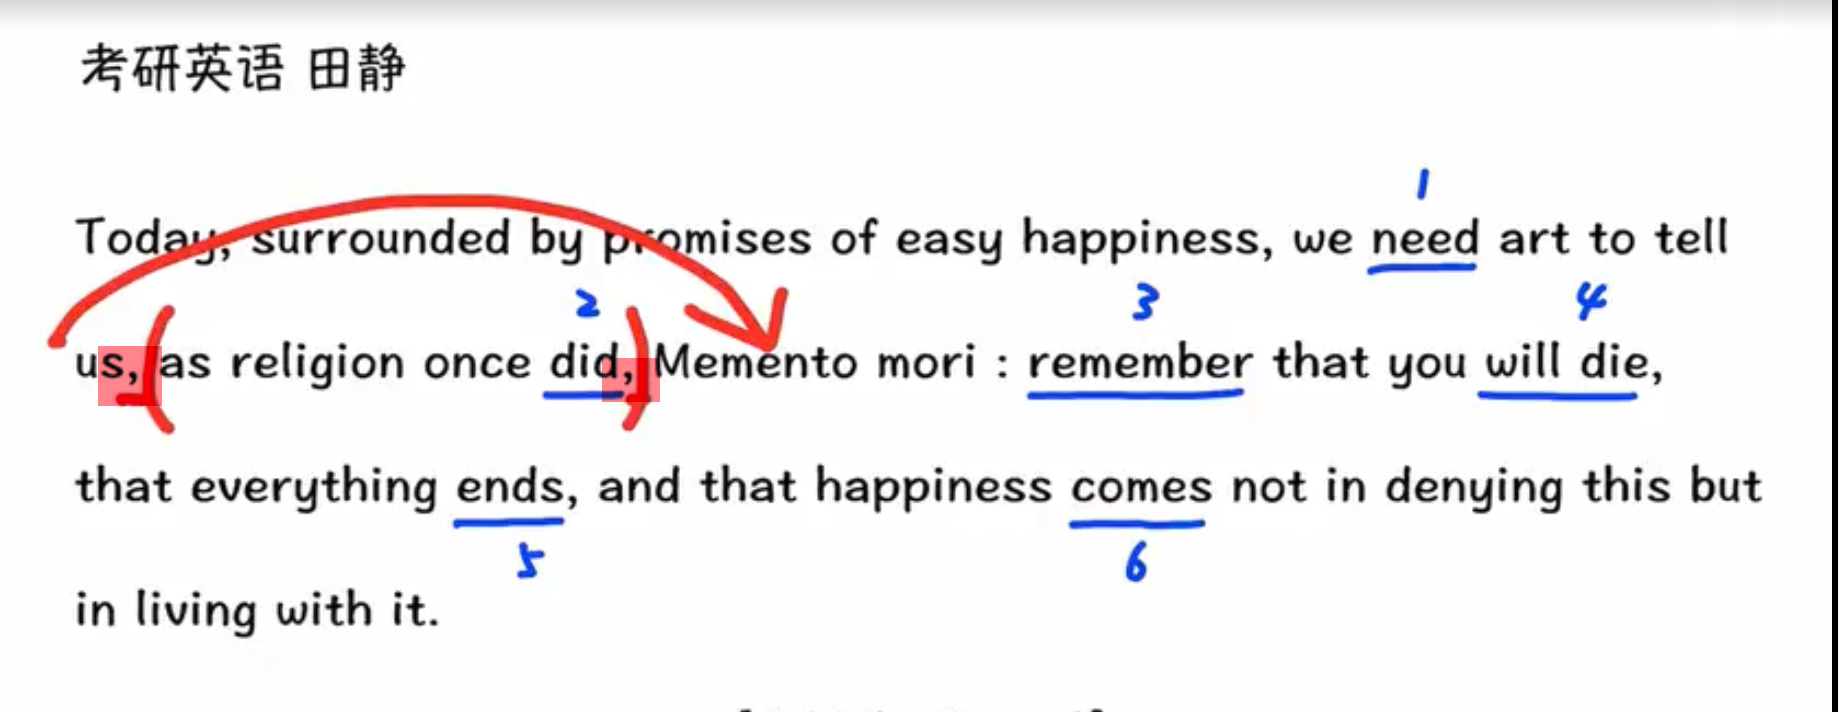 考研英语 田静
1
Today, surrounded by promises of easy happiness, we need art to tell
2 3 4
us, (as religion once did,) Memento mori : remember that you will die,
that everything ends, and that happiness comes not in denying this but
5 6
in living with it.